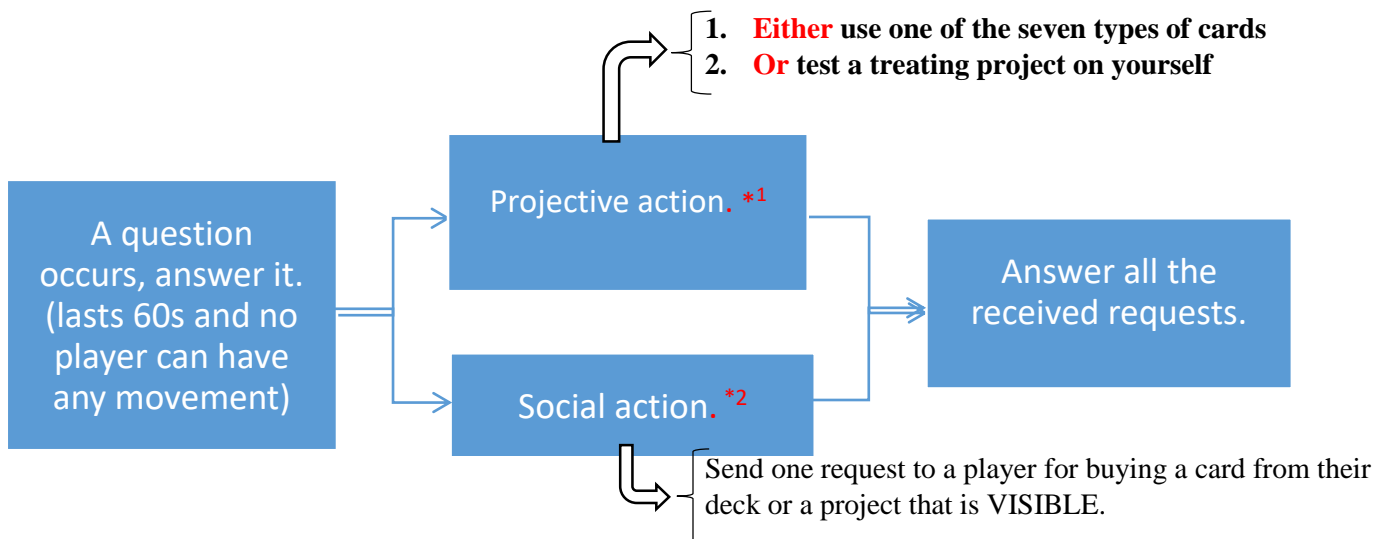 1. Either use one of the seven types of cards
2. Or test a treating project on yourself
A question
occurs, answer it.
(lasts 60s and no
player can have
any movement)
Projective action. *1
Social action. *2
Answer all the
received requests.
Send one request to a player for buying a card from their
deck or a project that is VISIBLE.